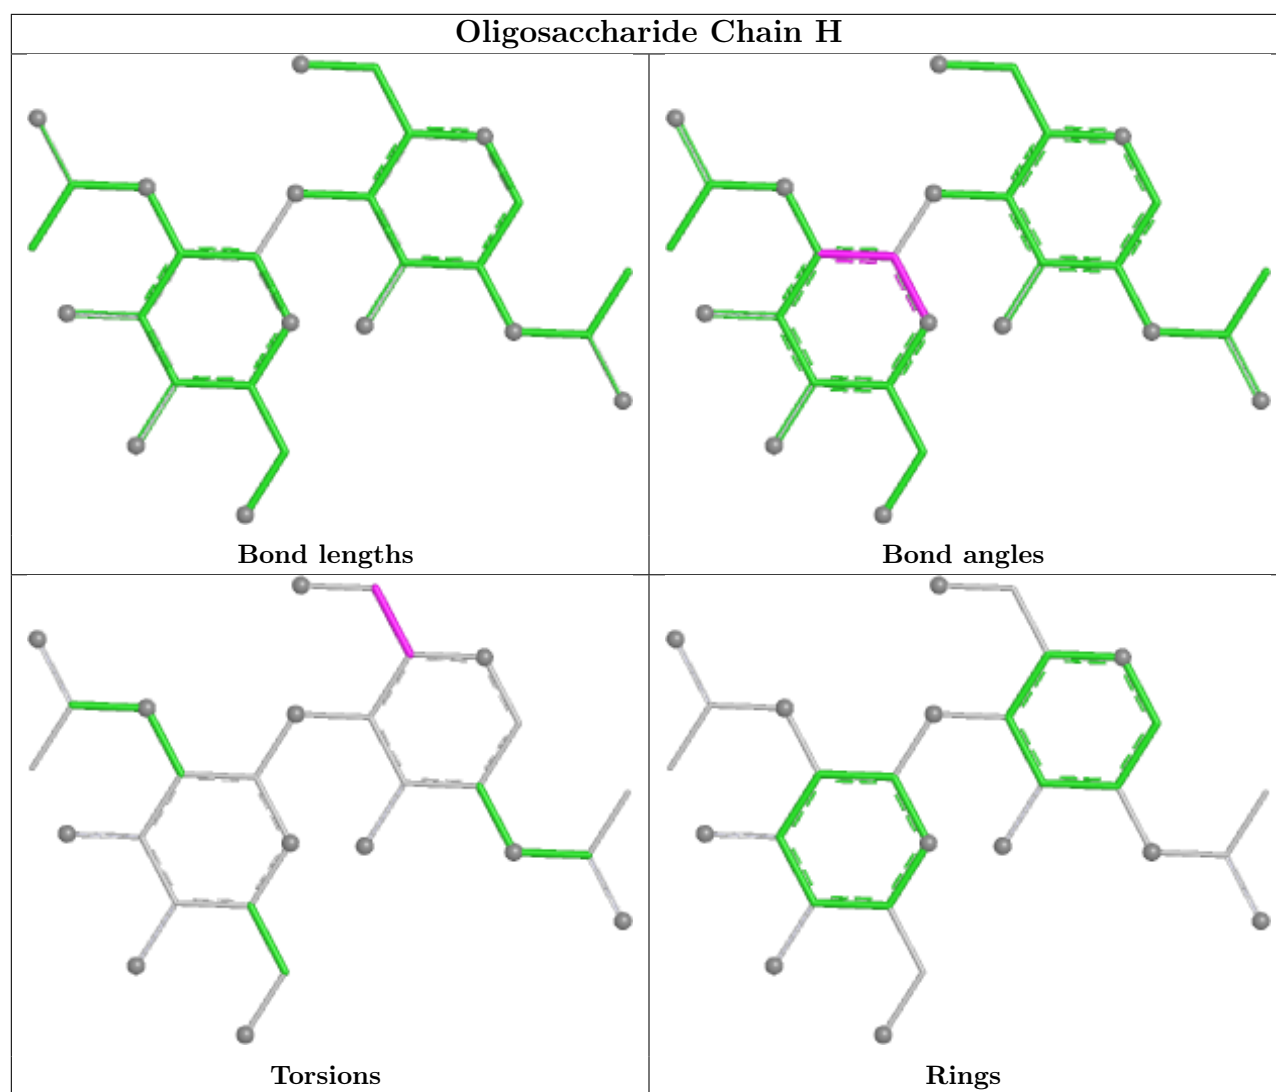 Oligosaccharide Chain H
Bond lengths
Bond angles
Torsions
Rings